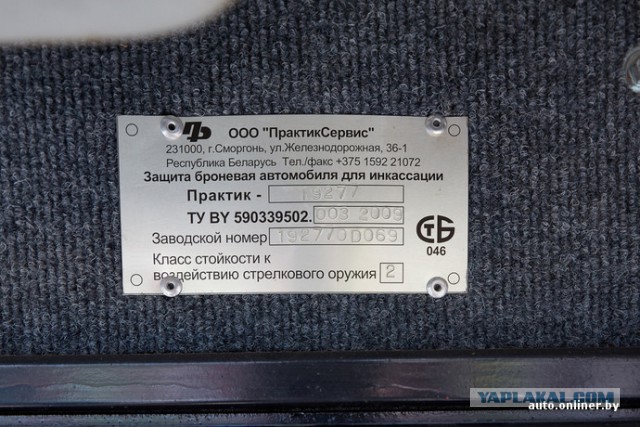 ПР ООО "ПрактикСервис"
231000, г.Сморгонь, ул.Железнодорожная, 36-1
Республика Беларусь Тел./факс +375 1592 21072
Защита броневая автомобиля для инкассации
Практик - 19277
ТУ BY 590339502. 003 2009
Заводской номер 192770D069
СТБ
046
Класс стойкости к
воздействию стрелкового оружия 2
YAPLAKAL.COM
auto.onliner.by